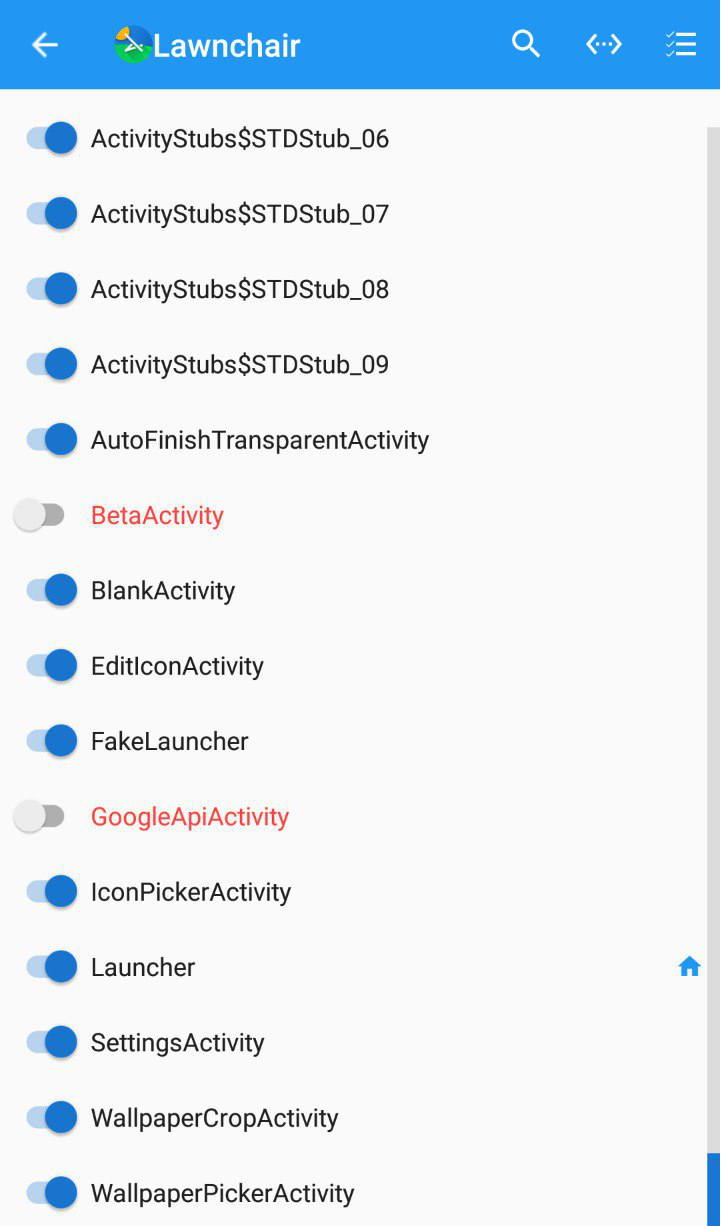 Lawnchair
ActivityStubs$STDStub_06
ActivityStubs$STDStub_07
ActivityStubs$STDStub_08
ActivityStubs$STDStub_09
AutoFinishTransparentActivity
BetaActivity
BlankActivity
EditIconActivity
FakeLauncher
GoogleApiActivity
IconPickerActivity
Launcher
SettingsActivity
WallpaperCropActivity
WallpaperPickerActivity